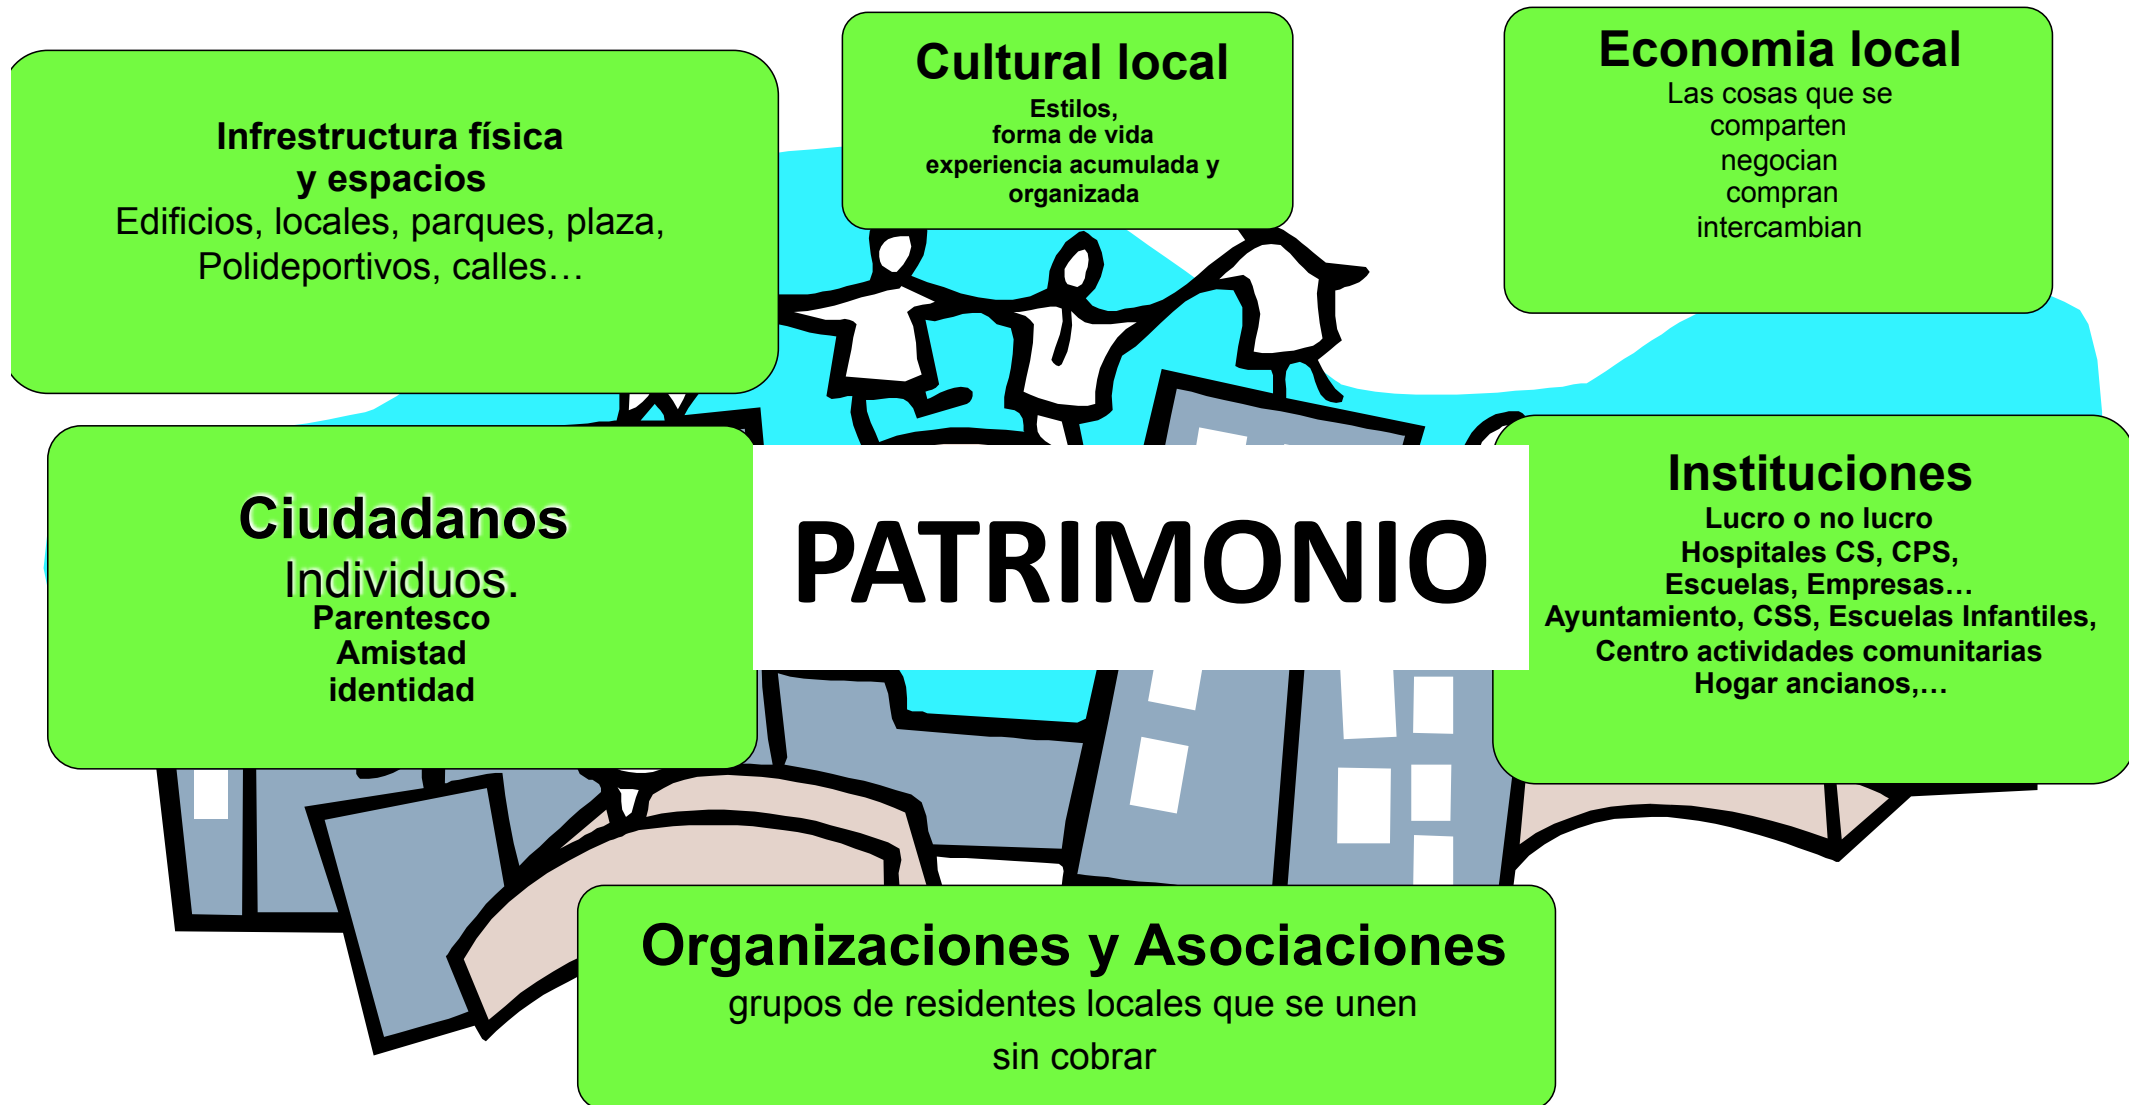 Infrestructura física
y espacios
Edificios, locales, parques, plaza,
Polideportivos, calles…
Cultural local
Estilos,
forma de vida
experiencia acumulada y
organizada
Economia local
Las cosas que se
comparten
negocian
compran
intercambian
Ciudadanos
Individuos.
Parentesco
Amistad
identidad
PATRIMONIO
Instituciones
Lucro o no lucro
Hospitales CS, CPS,
Escuelas, Empresas…
Ayuntamiento, CSS, Escuelas Infantiles,
Centro actividades comunitarias
Hogar ancianos,…
Organizaciones y Asociaciones
grupos de residentes locales que se unen
sin cobrar